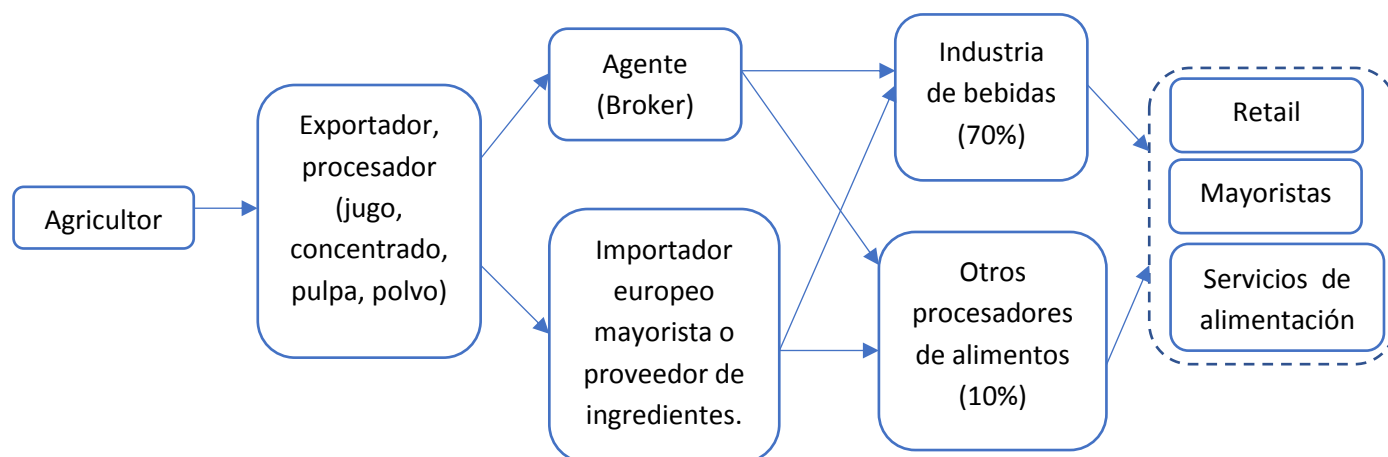 Agricultor
Exportador,
procesador
(jugo,
concentrado,
pulpa, polvo)
Agente
(Broker)
Importador
europeo
mayorista o
proveedor de
ingredientes.
Industria
de bebidas
(70%)
Otros
procesadores
de alimentos
(10%)
Retail
Mayoristas
Servicios de
alimentación